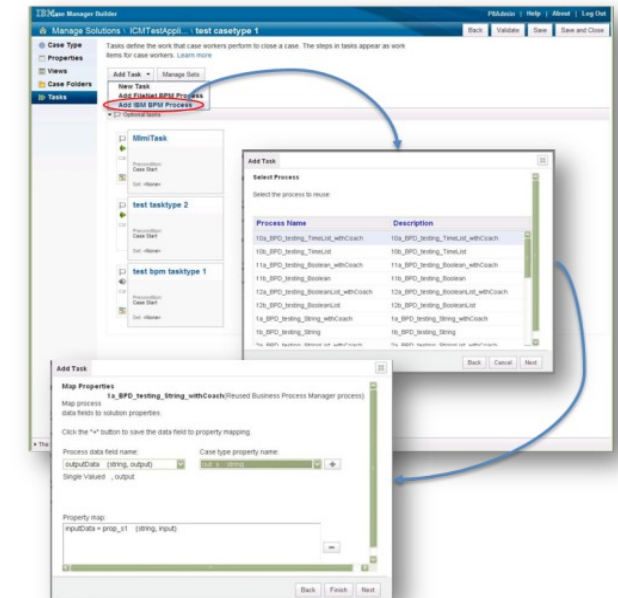 IBM Case Manager Builder
P8Admin | Help | About | Log Out
Manage Solutions \ ICMTestAppli... \ test casetype 1
Back Validate Save Save and Close
Case Type
Properties
Views
Case Folders
Tasks
Tasks define the work that case workers perform to close a case. The steps in tasks appear as work
items for case workers. Learn more
Add Task Manage Sets
New Task
Add FileNet BPM Process
Add IBM BPM Process
Optional tasks
MimiTask
Precondition:
Case Start
Set: <None>
test tasktype 2
Precondition:
Case Start
Set: <None>
test bpm tasktype 1
Precondition:
Case Start
Set: <None>
Add Task
Select Process
Select the process to reuse:
Process Name Description
10a_BPD_testing_TimeList_withCoach 10a_BPD_testing_TimeList_withCoach
10b_BPD_testing_TimeList 10b_BPD_testing_TimeList
11a_BPD_testing_Boolean_withCoach 11a_BPD_testing_Boolean_withCoach
11b_BPD_testing_Boolean 11b_BPD_testing_Boolean
12a_BPD_testing_BooleanList_withCoach 12a_BPD_testing_BooleanList_withCoach
12b_BPD_testing_BooleanList 12b_BPD_testing_BooleanList
1a_BPD_testing_String_withCoach 1a_BPD_testing_String_withCoach
1b_BPD_testing_String 1b_BPD_testing_String
Back Cancel Next
Add Task
Map Properties
1a_BPD_testing_String_withCoach(Reused Business Process Manager process)
Map process
data fields to solution properties.
Click the "+" button to save the data field to property mapping.
Process data field name: Case type property name:
outputData (string, output)
Single Valued , output
Property map:
inputData = prop_s1 (string, input)
Back Finish Next